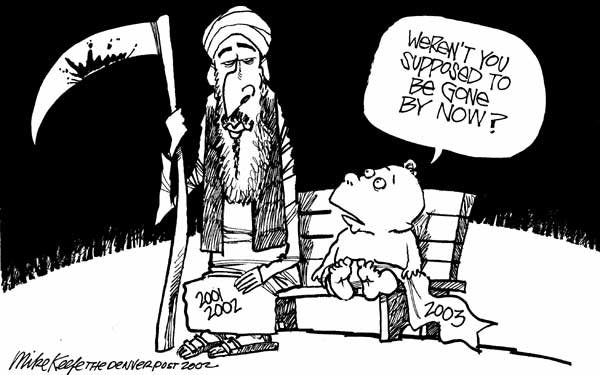 WEREN'T YOU
SUPPOSED TO
BE GONE
BY NOW?
2001
2002
2003
MIKE KEEFE THE DENVER POST 2002